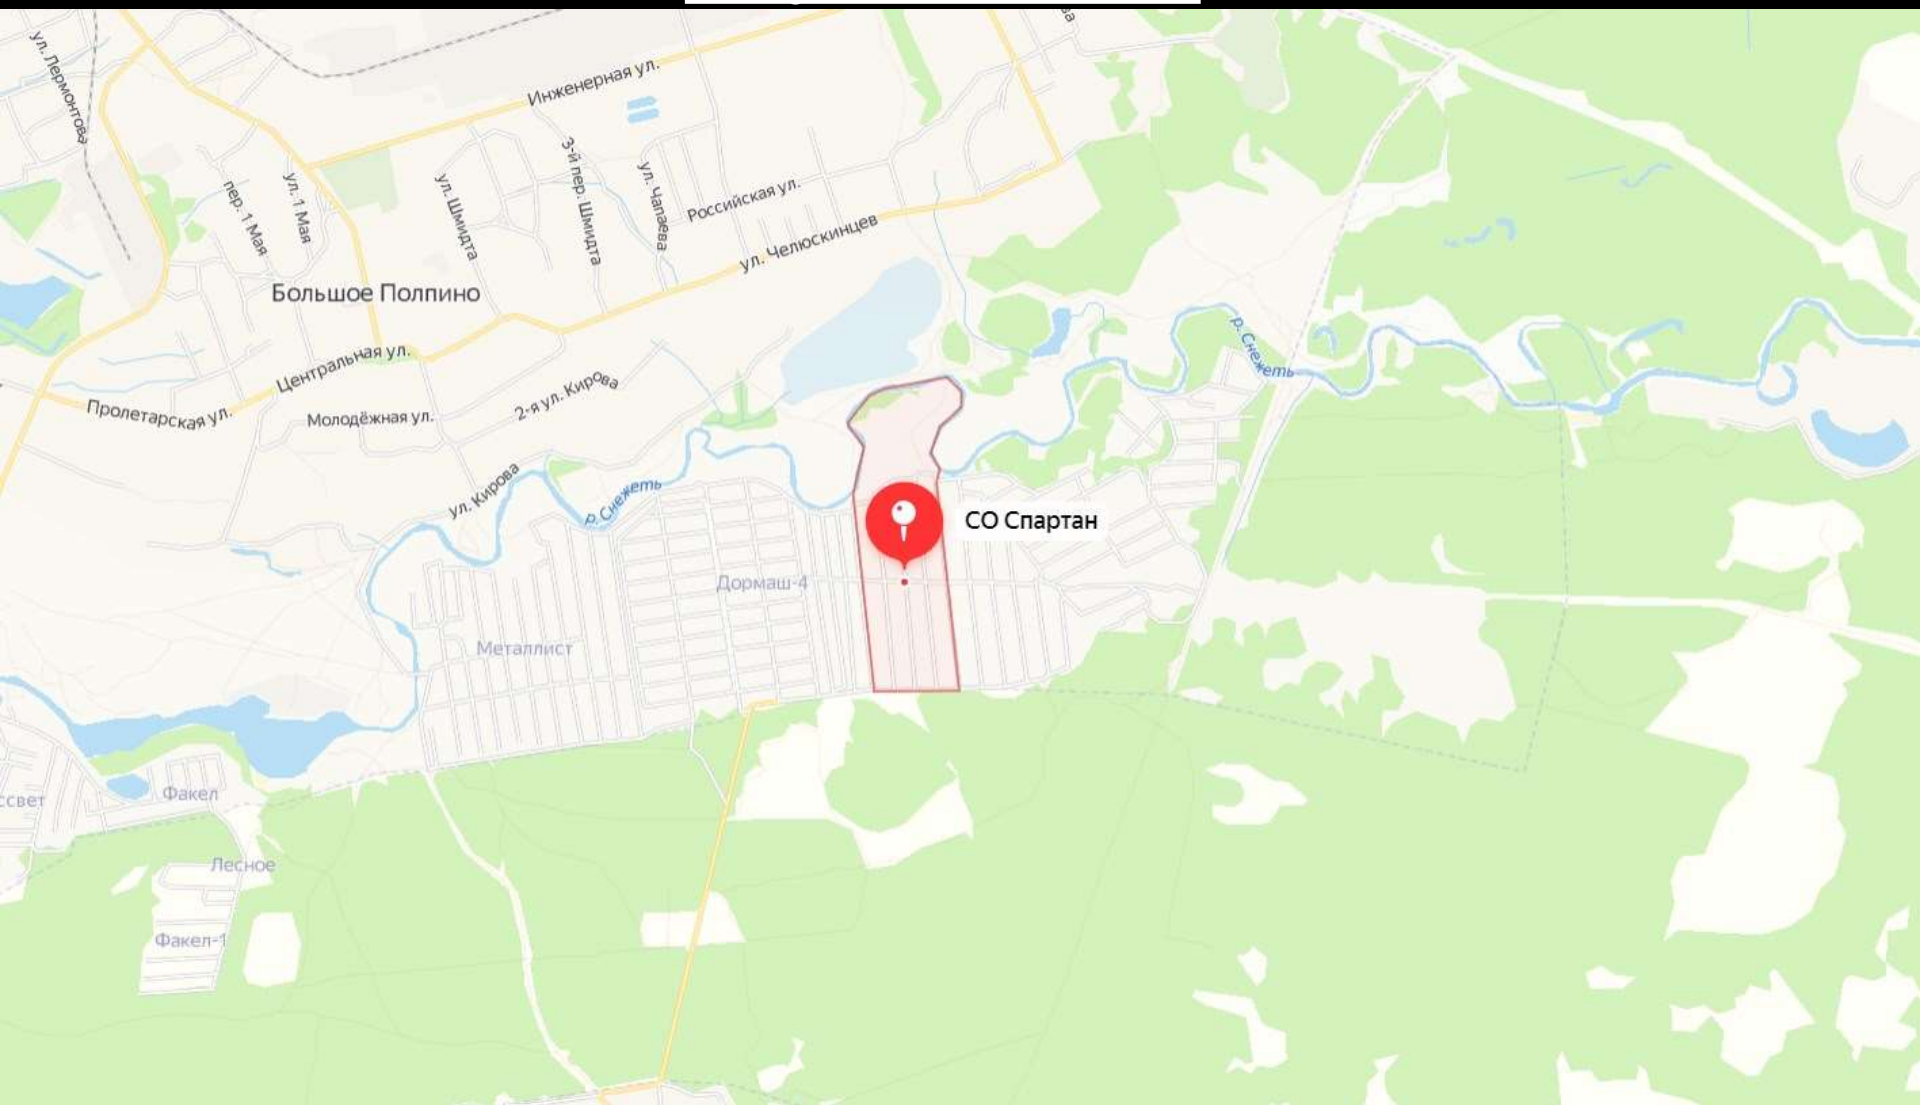 ул. Лермонтова
Инженерная ул.
пер. 1 Мая
ул. 1 Мая
ул. Шмидта
3-й пер. Шмидта
ул. Чапаева
Российская ул.
ул. Челюскинцев
Большое Полпино
р. Снежеть
Центральная ул.
2-я ул. Кирова
Пролетарская ул.
Молодёжная ул.
ул. Кирова
р. Снежеть
СО Спартан
Дормаш-4
Металлист
Факел
Лесное
Факел-1